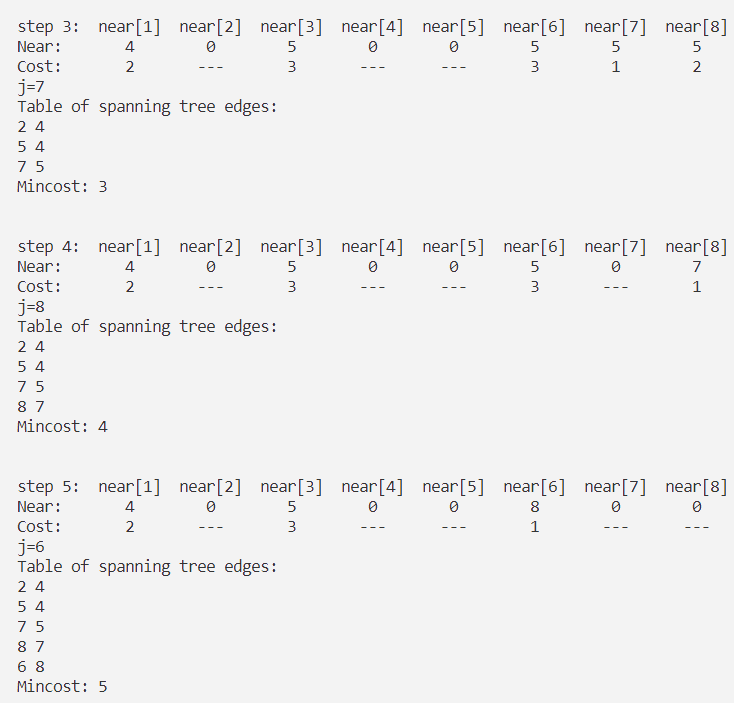 step 3:  near[1]  near[2]  near[3]  near[4]  near[5]  near[6]  near[7]  near[8]
Near:       4        0        5        0        0        5        5        5
Cost:       2       ---       3       ---      ---       3        1        2
j=7
Table of spanning tree edges:
2 4
5 4
7 5
Mincost: 3
step 4:  near[1]  near[2]  near[3]  near[4]  near[5]  near[6]  near[7]  near[8]
Near:       4        0        5        0        0        5        0        7
Cost:       2       ---       3       ---      ---       3       ---       1
j=8
Table of spanning tree edges:
2 4
5 4
7 5
8 7
Mincost: 4
step 5:  near[1]  near[2]  near[3]  near[4]  near[5]  near[6]  near[7]  near[8]
Near:       4        0        5        0        0        8        0        0
Cost:       2       ---       3       ---      ---       1       ---      ---
j=6
Table of spanning tree edges:
2 4
5 4
7 5
8 7
6 8
Mincost: 5